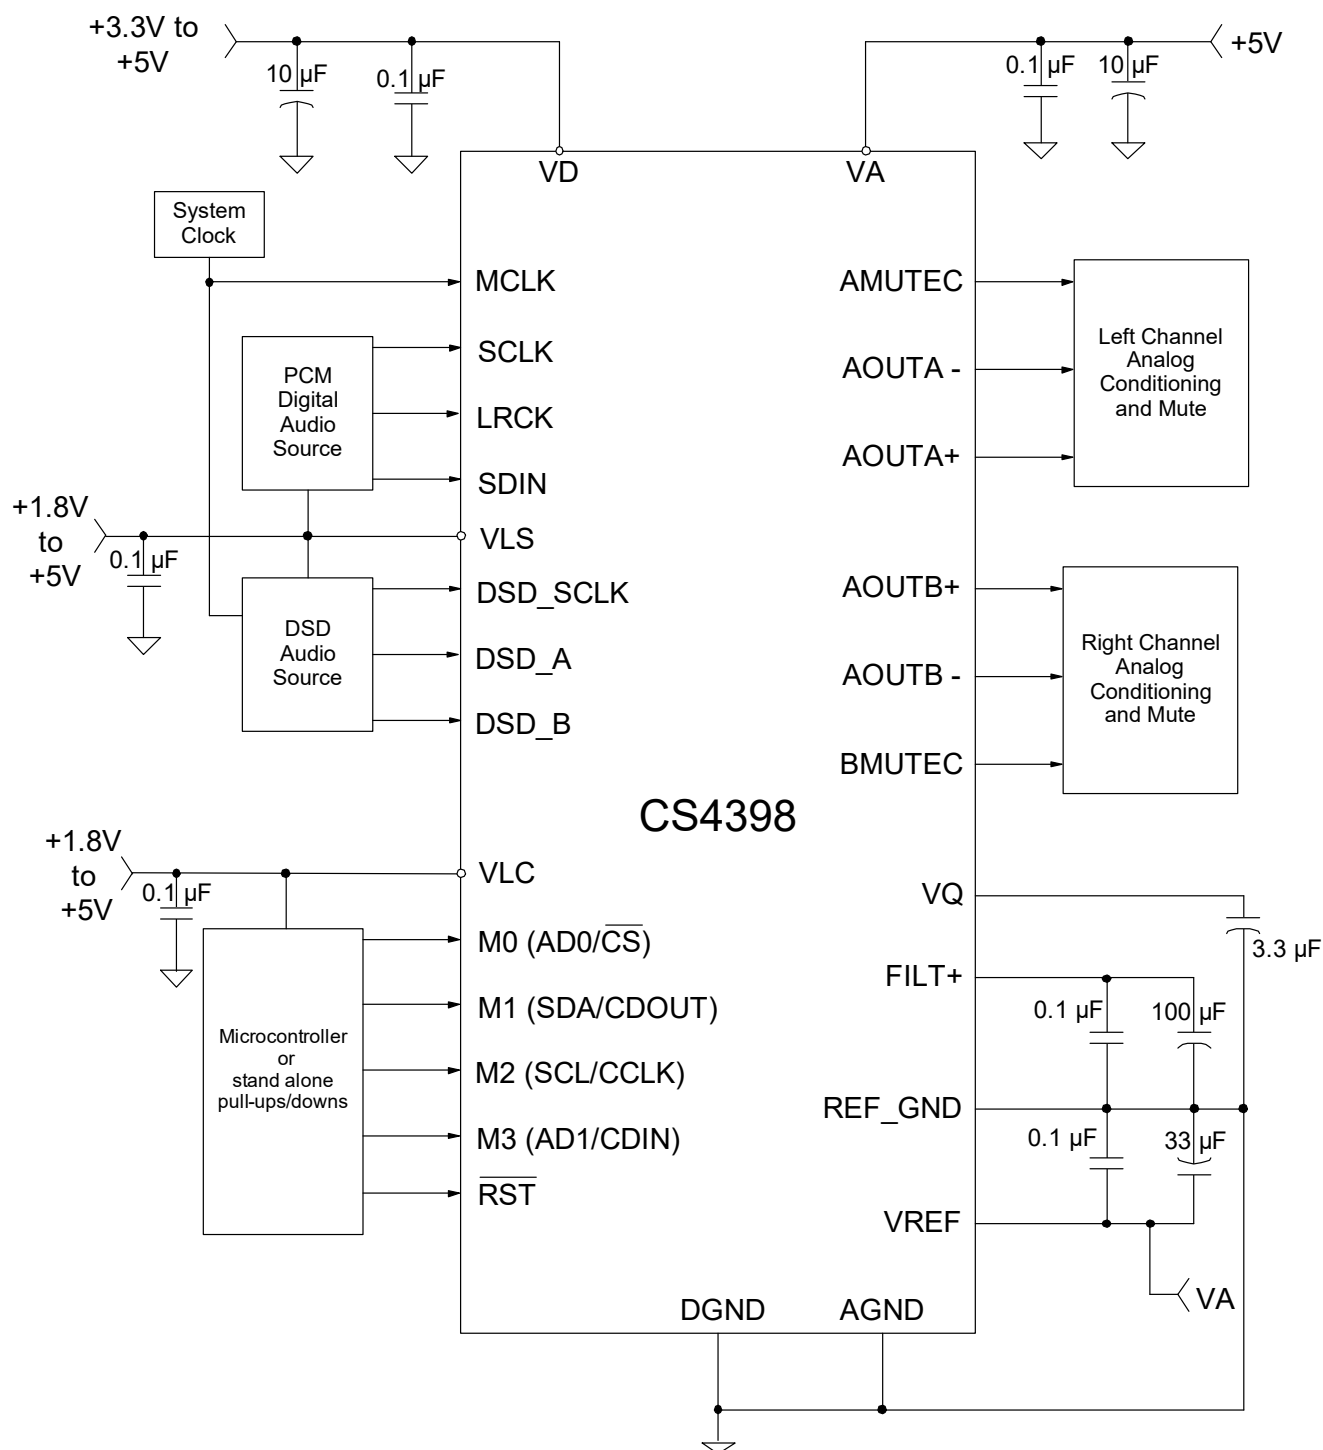 +3.3V to
+5V
10 µF
0.1 µF
0.1 µF
10 µF
+5V
VD
VA
System
Clock
MCLK
AMUTEC
SCLK
AOUTA -
PCM
Digital
Audio
Source
Left Channel
Analog
Conditioning
and Mute
LRCK
AOUTA+
SDIN
+1.8V
to
+5V
0.1 µF
VLS
DSD_SCLK
AOUTB+
DSD
Audio
Source
DSD_A
AOUTB -
Right Channel
Analog
Conditioning
and Mute
DSD_B
BMUTEC
CS4398
+1.8V
to
+5V
0.1 µF
VLC
VQ
3.3 µF
M0 (AD0/C̅S̅)
FILT+
0.1 µF
100 µF
M1 (SDA/CDOUT)
Microcontroller
or
stand alone
pull-ups/downs
M2 (SCL/CCLK)
REF_GND
M3 (AD1/CDIN)
0.1 µF
33 µF
R̅S̅T̅
VREF
VA
DGND
AGND